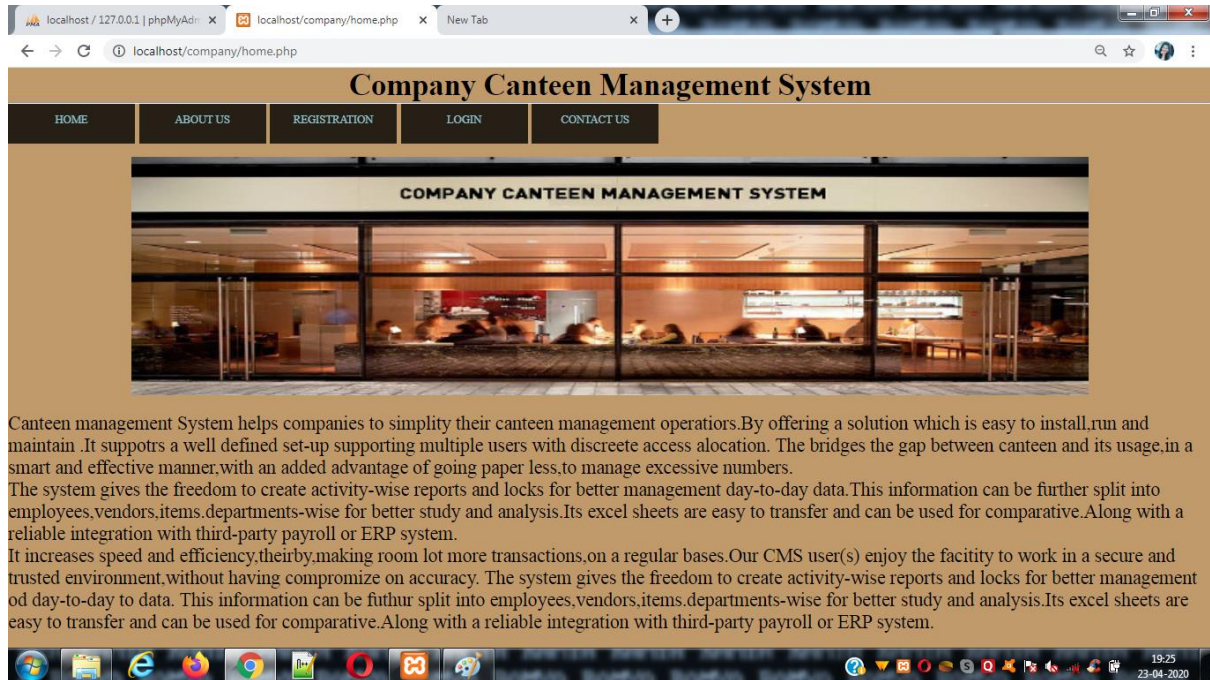 localhost / 127.0.0.1 | phpMyAdm
localhost/company/home.php
New Tab
localhost/company/home.php
Company Canteen Management System
HOME
ABOUT US
REGISTRATION
LOGIN
CONTACT US
COMPANY CANTEEN MANAGEMENT SYSTEM
Canteen management System helps companies to simplity their canteen management operatiors.By offering a solution which is easy to install,run and
maintain .It suppotrs a well defined set-up supporting multiple users with discreete access alocation. The bridges the gap between canteen and its usage,in a
smart and effective manner,with an added advantage of going paper less,to manage excessive numbers.
The system gives the freedom to create activity-wise reports and locks for better management day-to-day data.This information can be further split into
employees,vendors,items.departments-wise for better study and analysis.Its excel sheets are easy to transfer and can be used for comparative.Along with a
reliable integration with third-party payroll or ERP system.
It increases speed and efficiency,theirby,making room lot more transactions,on a regular bases.Our CMS user(s) enjoy the facitity to work in a secure and
trusted environment,without having compromize on accuracy. The system gives the freedom to create activity-wise reports and locks for better management
od day-to-day to data. This information can be futhur split into employees,vendors,items.departments-wise for better study and analysis.Its excel sheets are
easy to transfer and can be used for comparative.Along with a reliable integration with third-party payroll or ERP system.
19:25
23-04-2020